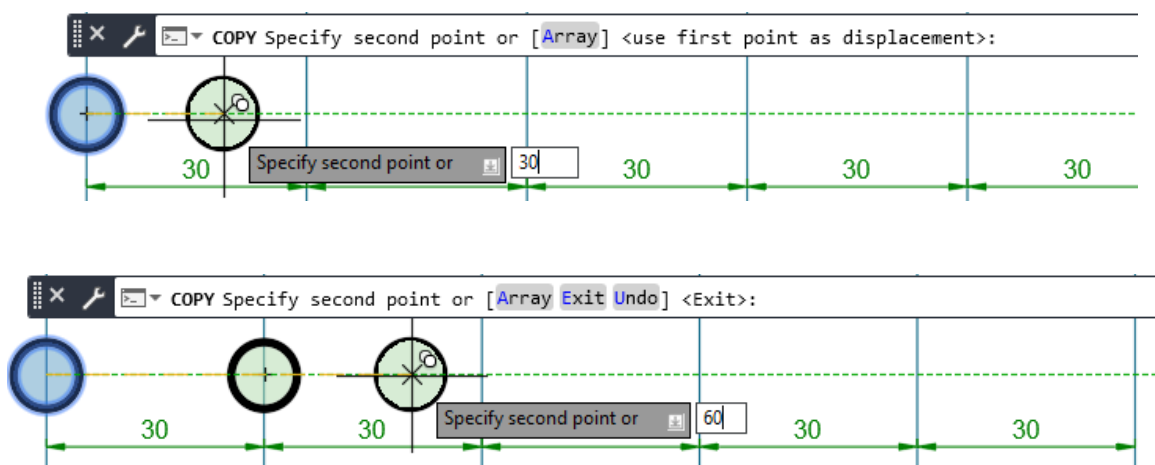 COPY Specify second point or [Array] <use first point as displacement>:
Specify second point or 30
30 30 30 30
COPY Specify second point or [Array Exit Undo] <Exit>:
Specify second point or 60
30 30 30 30